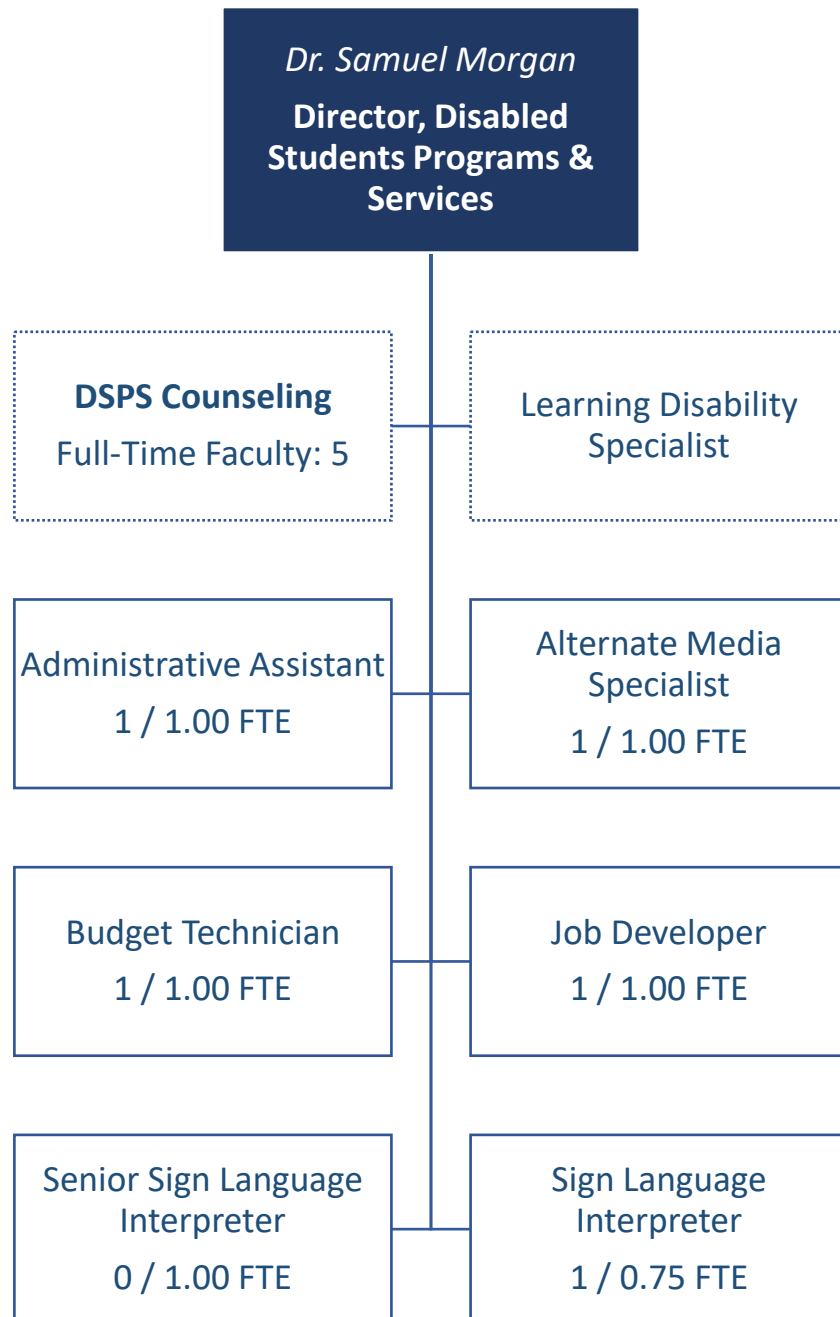 Dr. Samuel Morgan
Director, Disabled
Students Programs &
Services
DSPS Counseling
Full-Time Faculty: 5
Learning Disability
Specialist
Administrative Assistant
1 / 1.00 FTE
Alternate Media
Specialist
1 / 1.00 FTE
Budget Technician
1 / 1.00 FTE
Job Developer
1 / 1.00 FTE
Senior Sign Language
Interpreter
0 / 1.00 FTE
Sign Language
Interpreter
1 / 0.75 FTE